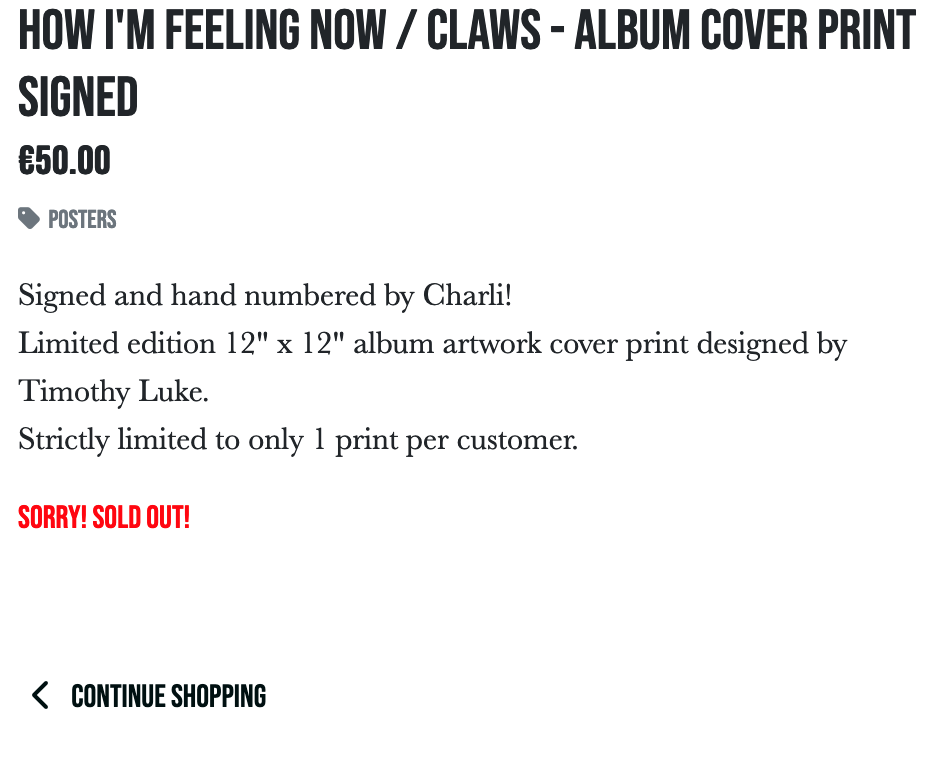 HOW I'M FEELING NOW / CLAWS - ALBUM COVER PRINT
SIGNED
€50.00
POSTERS
Signed and hand numbered by Charli!
Limited edition 12" x 12" album artwork cover print designed by
Timothy Luke.
Strictly limited to only 1 print per customer.
SORRY! SOLD OUT!
CONTINUE SHOPPING